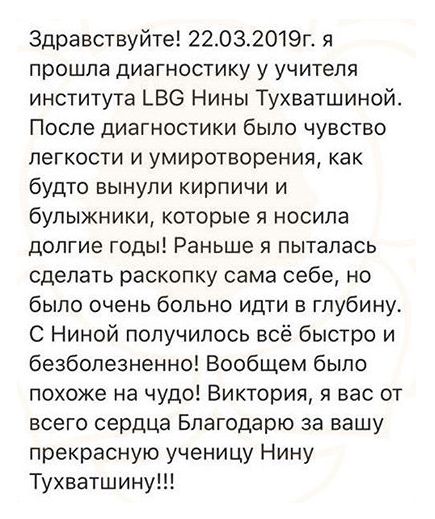 Здравствуйте! 22.03.2019г. я
прошла диагностику у учителя
института LBG Нины Тухватшиной.
После диагностики было чувство
легкости и умиротворения, как
будто вынули кирпичи и
булыжники, которые я носила
долгие годы! Раньше я пыталась
сделать раскопку сама себе, но
было очень больно идти в глубину.
С Ниной получилось всё быстро и
безболезненно! Вообщем было
похоже на чудо! Виктория, я вас от
всего сердца Благодарю за вашу
прекрасную ученицу Нину
Тухватшину!!!